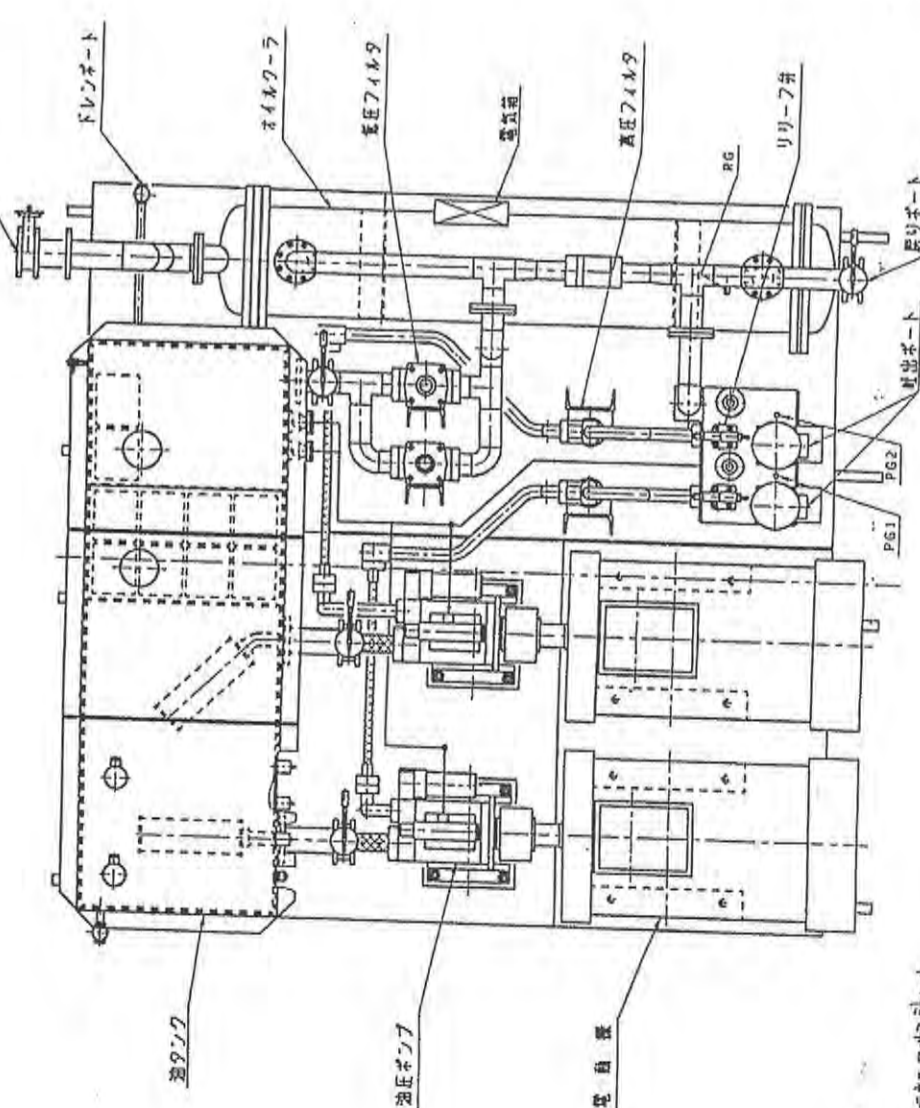 ドレンポート
オイルクーラ
低圧フィルタ
電気箱
高圧フィルタ
RG
リリーフ弁
戻りポート
吐出ポート
PG2
PG1
油タンク
油圧ポンプ
電動機